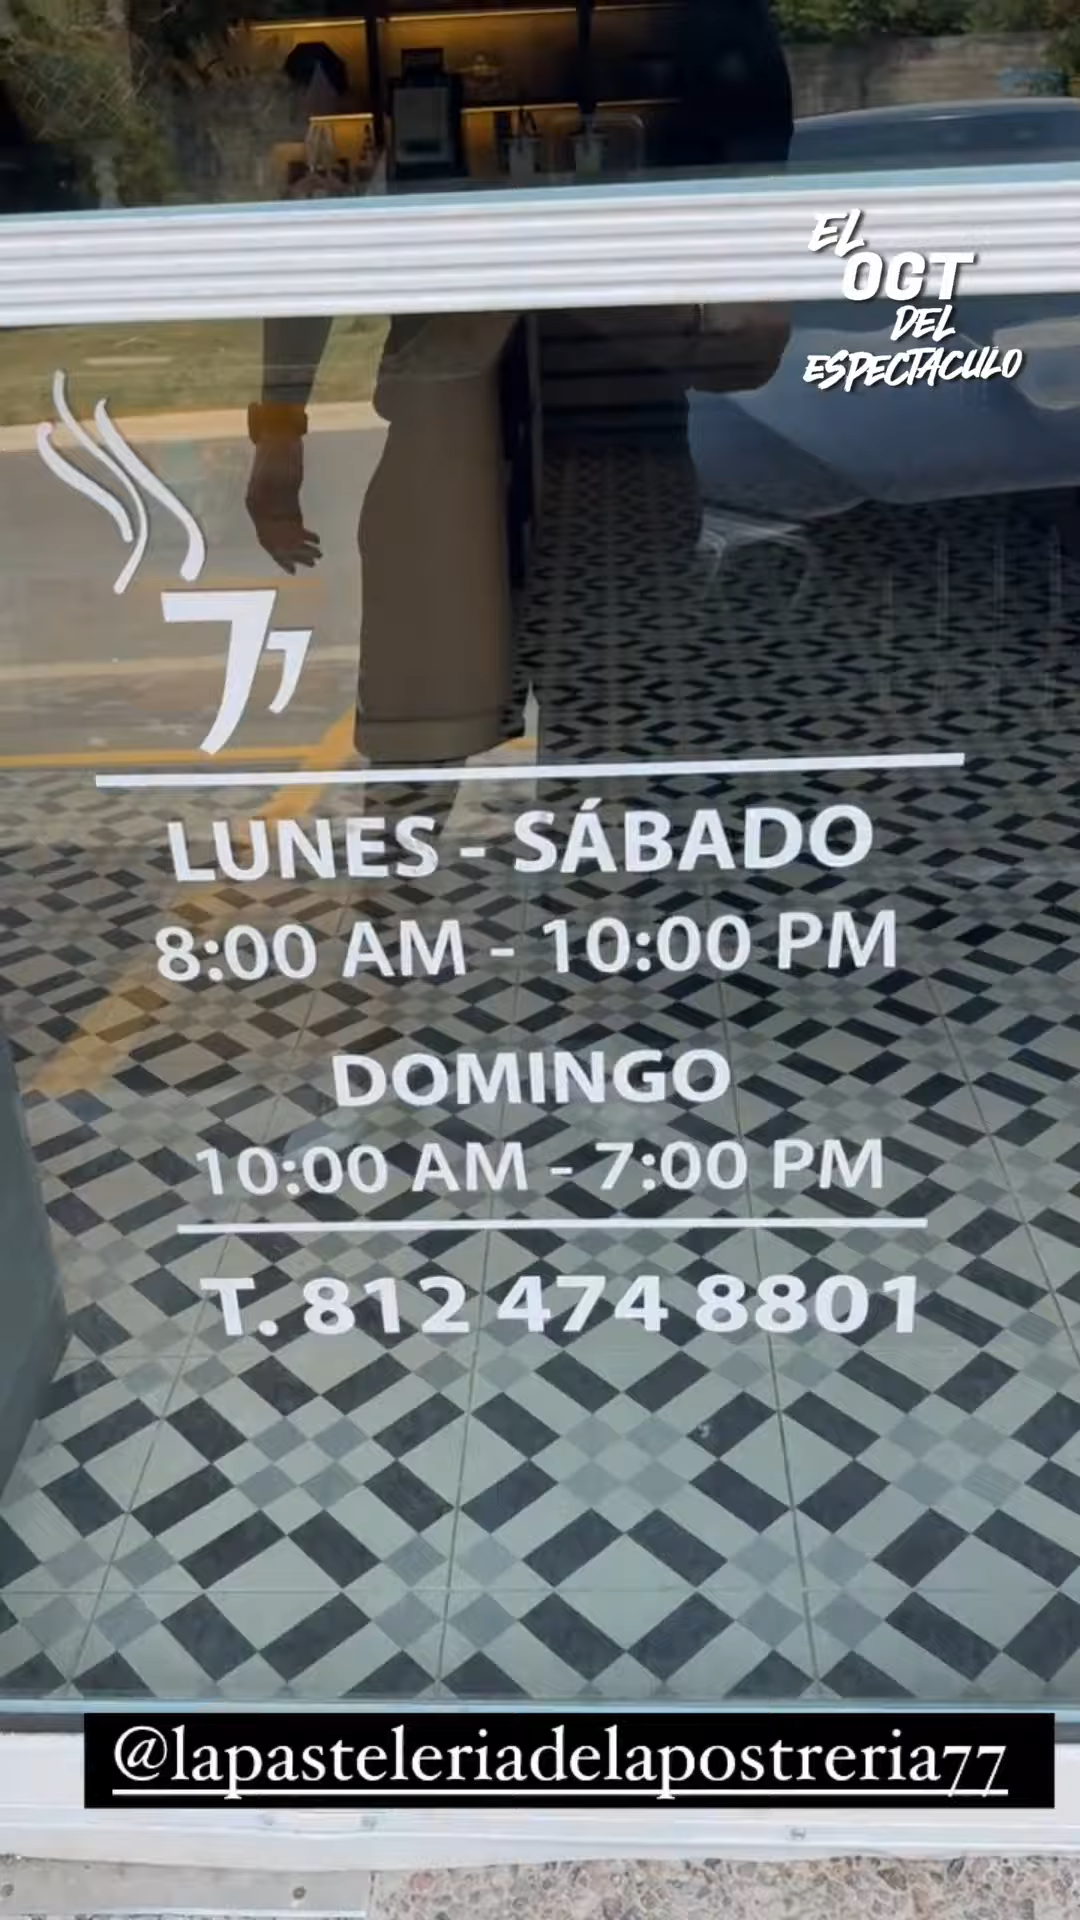 EL
OGT
DEL
ESPECTACULO
77
LUNES - SÁBADO
8:00 AM - 10:00 PM
DOMINGO
10:00 AM - 7:00 PM
T. 812 474 8801
@lapasteleriadelapostreria77